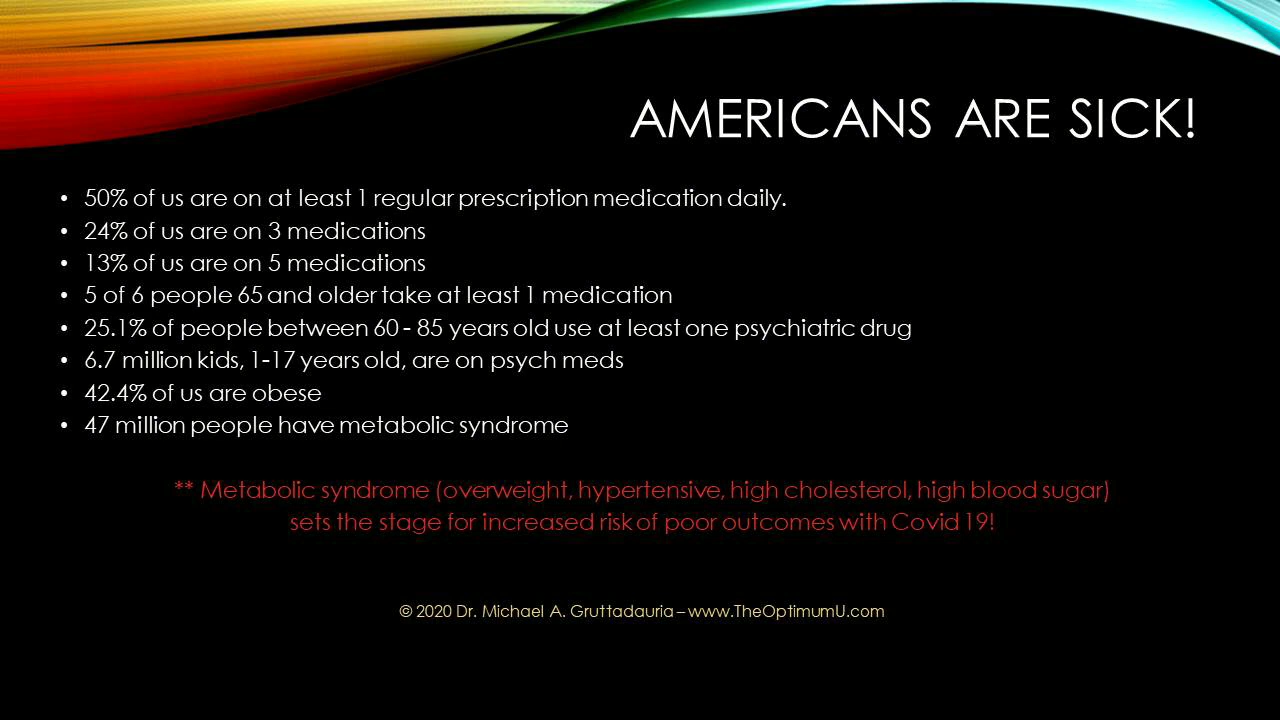 AMERICANS ARE SICK!
• 50% of us are on at least 1 regular prescription medication daily.
• 24% of us are on 3 medications
• 13% of us are on 5 medications
• 5 of 6 people 65 and older take at least 1 medication
• 25.1% of people between 60 - 85 years old use at least one psychiatric drug
• 6.7 million kids, 1-17 years old, are on psych meds
• 42.4% of us are obese
• 47 million people have metabolic syndrome
** Metabolic syndrome (overweight, hypertensive, high cholesterol, high blood sugar)
sets the stage for increased risk of poor outcomes with Covid 19!
© 2020 Dr. Michael A. Gruttadauria – www.TheOptimumU.com